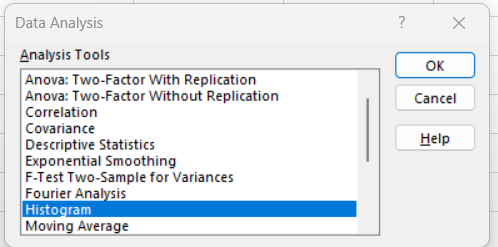 Data Analysis
?
Analysis Tools
Anova: Two-Factor With Replication
Anova: Two-Factor Without Replication
Correlation
Covariance
Descriptive Statistics
Exponential Smoothing
F-Test Two-Sample for Variances
Fourier Analysis
Histogram
Moving Average
OK
Cancel
Help